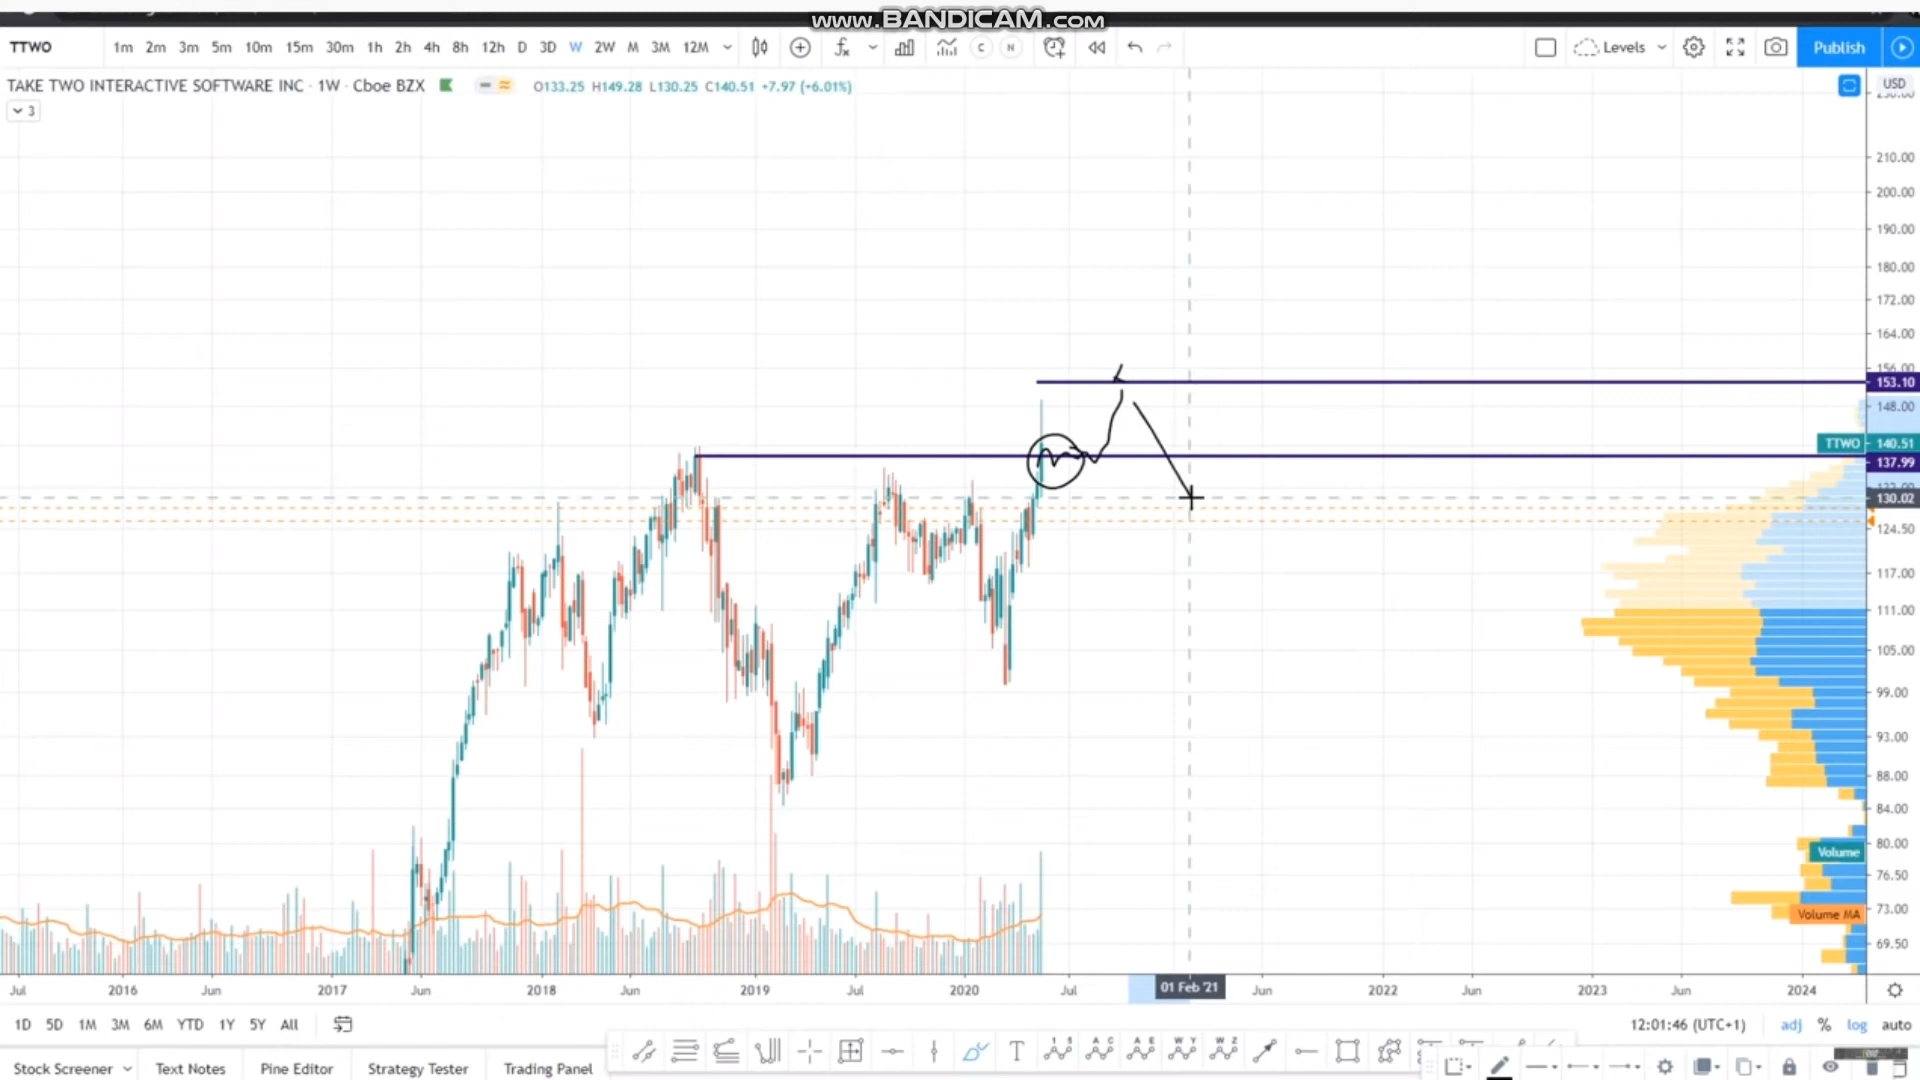 www.BANDICAM.com
TTWO 1m 2m 3m 5m 10m 15m 30m 1h 2h 4h 8h 12h D 3D W 2W M 3M 12M C N Levels Publish
TAKE TWO INTERACTIVE SOFTWARE INC · 1W · Cboe BZX O133.25 H149.28 L130.25 C140.51 +7.97 (+6.01%) USD
3
210.00
200.00
190.00
180.00
172.00
164.00
156.00
153.10
148.00
TTWO 140.51
137.99
130.02
124.50
117.00
111.00
105.00
99.00
93.00
88.00
84.00
80.00
Volume
76.50
73.00
Volume MA
69.50
Jul 2016 Jun 2017 Jun 2018 Jun 2019 Jul 2020 Jul 01 Feb '21 Jun 2022 Jun 2023 Jun 2024
1D 5D 1M 3M 6M YTD 1Y 5Y All 12:01:46 (UTC+1) adj % log auto
Stock Screener Text Notes Pine Editor Strategy Tester Trading Panel